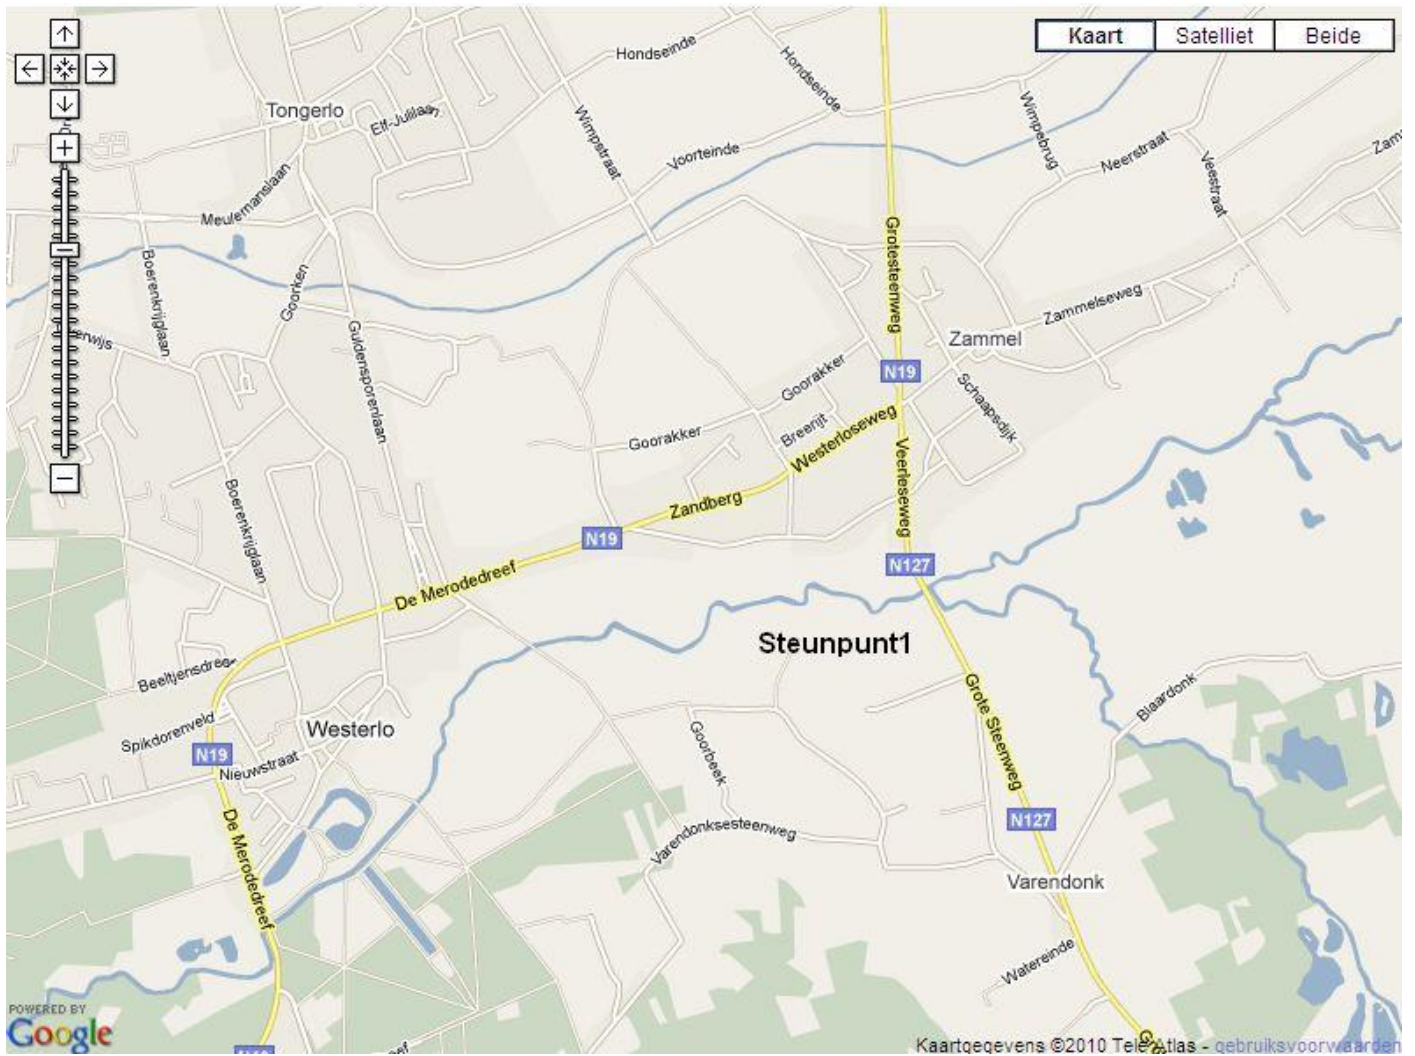 Kaart
Satelliet
Beide
Hondseinde
Hondseinde
Tongerlo
Elf-Julilaan
Wimpstraat
Wimpebrug
Voorteinde
Neerstraat
Veestraat
Meulemanslaan
Grotesteenweg
Boerenkrijglaan
Goorken
Zammelseweg
Guldensporenlaan
Zammel
N19
Goorakker
Schaapsdijk
Breerijt
Westerloseweg
Goorakker
Veerleseweg
Boerenkrijglaan
Zandberg
N19
N127
De Merodedreef
Steunpunt1
Grote Steenweg
Blaardonk
Spikdorenveld
Westerlo
N19
Nieuwstraat
Goorbeek
N127
De Merodedreef
Varendonksesteenweg
Varendonk
Watereinde
POWERED BY
Google
Kaartgegevens ©2010 Tele Atlas - gebruiksvoorwaarden